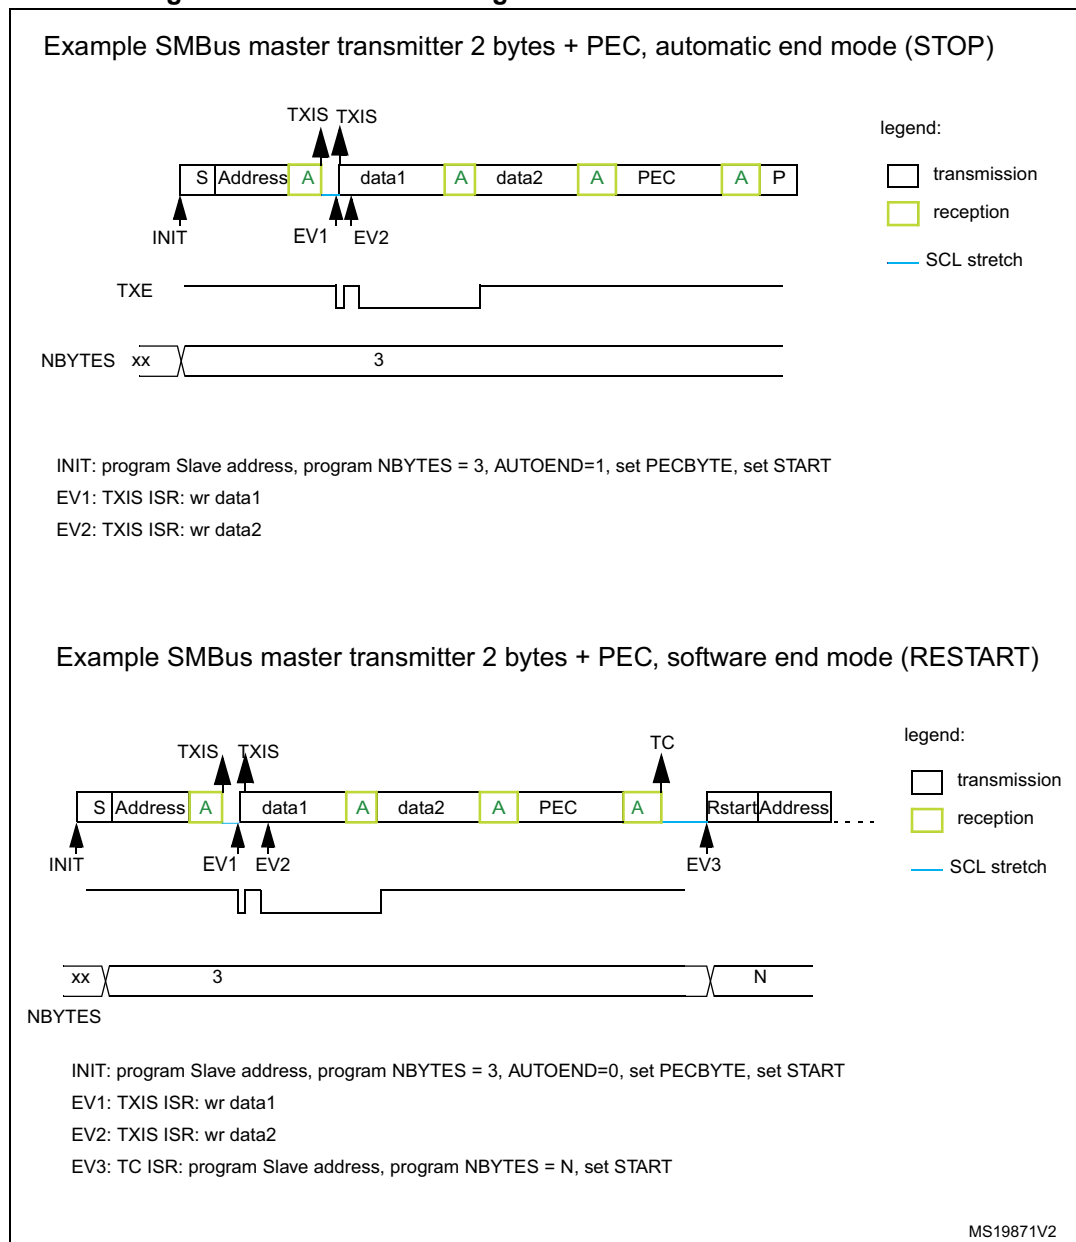 Example SMBus master transmitter 2 bytes + PEC, automatic end mode (STOP)
TXIS TXIS
legend:
S Address A data1 A data2 A PEC A P
transmission
reception
INIT EV1 EV2
SCL stretch
TXE
NBYTES xx 3
INIT: program Slave address, program NBYTES = 3, AUTOEND=1, set PECBYTE, set START
EV1: TXIS ISR: wr data1
EV2: TXIS ISR: wr data2
Example SMBus master transmitter 2 bytes + PEC, software end mode (RESTART)
TXIS TXIS TC
legend:
S Address A data1 A data2 A PEC A Rstart Address
transmission
reception
INIT EV1 EV2 EV3
SCL stretch
xx 3 N
NBYTES
INIT: program Slave address, program NBYTES = 3, AUTOEND=0, set PECBYTE, set START
EV1: TXIS ISR: wr data1
EV2: TXIS ISR: wr data2
EV3: TC ISR: program Slave address, program NBYTES = N, set START
MS19871V2